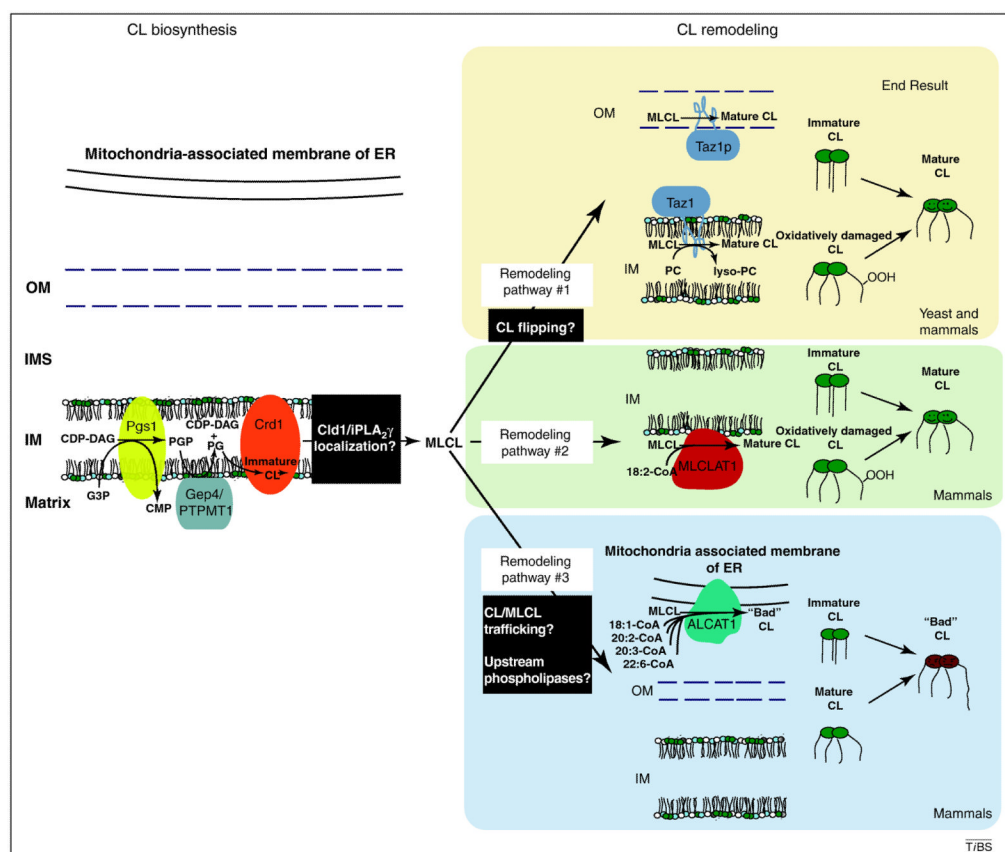 CL biosynthesis
Mitochondria-associated membrane of ER
OM
IMS
IM
Matrix
Pgs1
CDP-DAG
PGP
G3P
CMP
Gep4/
PTPMT1
CDP-DAG
+
PG
Crd1
Immature
CL
Cld1/iPLA₂γ
localization?
MLCL
Remodeling
pathway #1
CL flipping?
Remodeling
pathway #2
Remodeling
pathway #3
CL/MLCL
trafficking?
Upstream
phospholipases?
CL remodeling
End Result
OM
MLCL
Mature CL
Taz1p
Taz1
MLCL
Mature CL
IM
PC
lyso-PC
Immature
CL
Mature
CL
Oxidatively damaged
CL
OOH
Yeast and
mammals
IM
MLCL
Mature CL
18:2-CoA
MLCLAT1
Immature
CL
Mature
CL
Oxidatively damaged
CL
OOH
Mammals
Mitochondria associated membrane
of ER
MLCL
"Bad"
CL
ALCAT1
18:1-CoA
20:2-CoA
20:3-CoA
22:6-CoA
OM
IM
Immature
CL
"Bad"
CL
Mature
CL
Mammals
TiBS